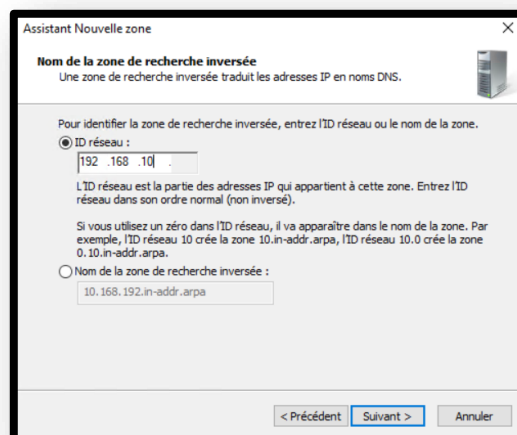 Assistant Nouvelle zone
Nom de la zone de recherche inversée
Une zone de recherche inversée traduit les adresses IP en noms DNS.
Pour identifier la zone de recherche inversée, entrez l'ID réseau ou le nom de la zone.
ID réseau :
192 .168 .10 .
L'ID réseau est la partie des adresses IP qui appartient à cette zone. Entrez l'ID
réseau dans son ordre normal (non inversé).
Si vous utilisez un zéro dans l'ID réseau, il va apparaître dans le nom de la zone. Par
exemple, l'ID réseau 10 crée la zone 10.in-addr.arpa, l'ID réseau 10.0 crée la zone
0.10.in-addr.arpa.
Nom de la zone de recherche inversée :
10.168.192.in-addr.arpa
< Précédent Suivant > Annuler